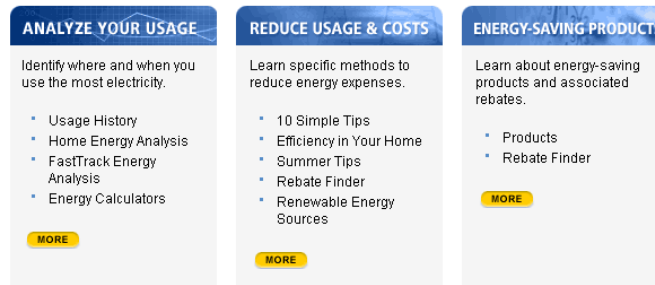 ANALYZE YOUR USAGE
Identify where and when you
use the most electricity.
Usage History
Home Energy Analysis
FastTrack Energy
Analysis
Energy Calculators
MORE
REDUCE USAGE & COSTS
Learn specific methods to
reduce energy expenses.
10 Simple Tips
Efficiency in Your Home
Summer Tips
Rebate Finder
Renewable Energy
Sources
MORE
ENERGY-SAVING PRODUCTS
Learn about energy-saving
products and associated
rebates.
Products
Rebate Finder
MORE